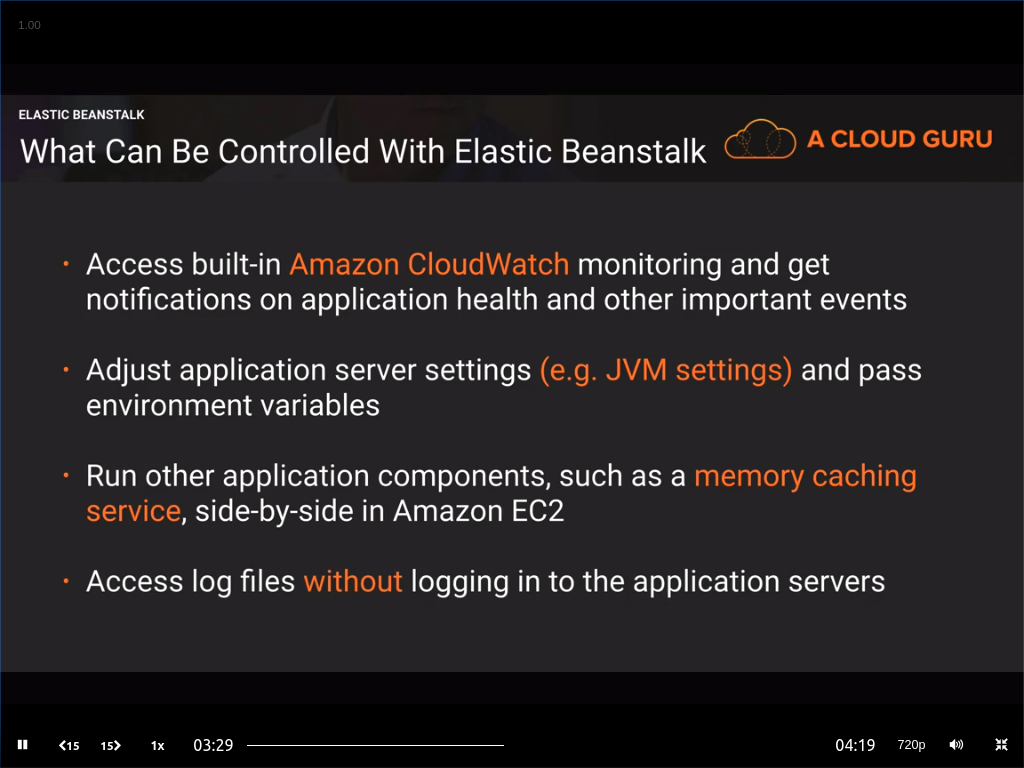 1.00
ELASTIC BEANSTALK
What Can Be Controlled With Elastic Beanstalk
A CLOUD GURU
• Access built-in Amazon CloudWatch monitoring and get
notifications on application health and other important events
• Adjust application server settings (e.g. JVM settings) and pass
environment variables
• Run other application components, such as a memory caching
service, side-by-side in Amazon EC2
• Access log files without logging in to the application servers
15 15 1x 03:29 04:19 720p